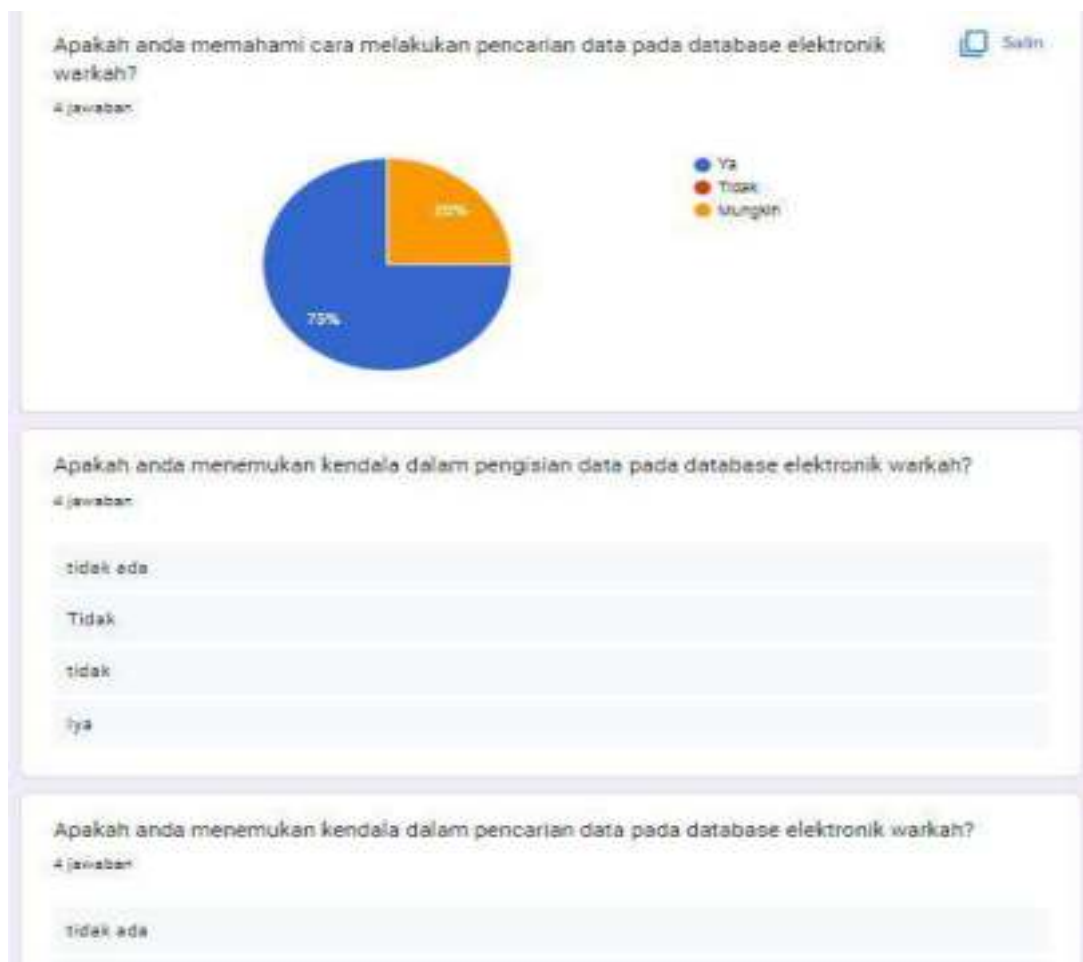 Apakah anda memahami cara melakukan pencarian data pada database elektronik
warkah?
Salin
4 jawaban
Ya
Tidak
Mungkin
25%
75%
Apakah anda menemukan kendala dalam pengisian data pada database elektronik warkah?
4 jawaban
tidak ada
Tidak
tidak
Iya
Apakah anda menemukan kendala dalam pencarian data pada database elektronik warkah?
4 jawaban
tidak ada